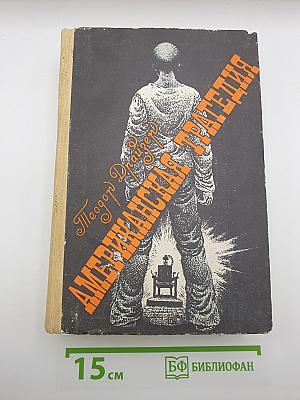 Теодор Драйзер
АМЕРИКАНСКАЯ ТРАГЕДИЯ
15 см
БФ БИБЛИОФАН